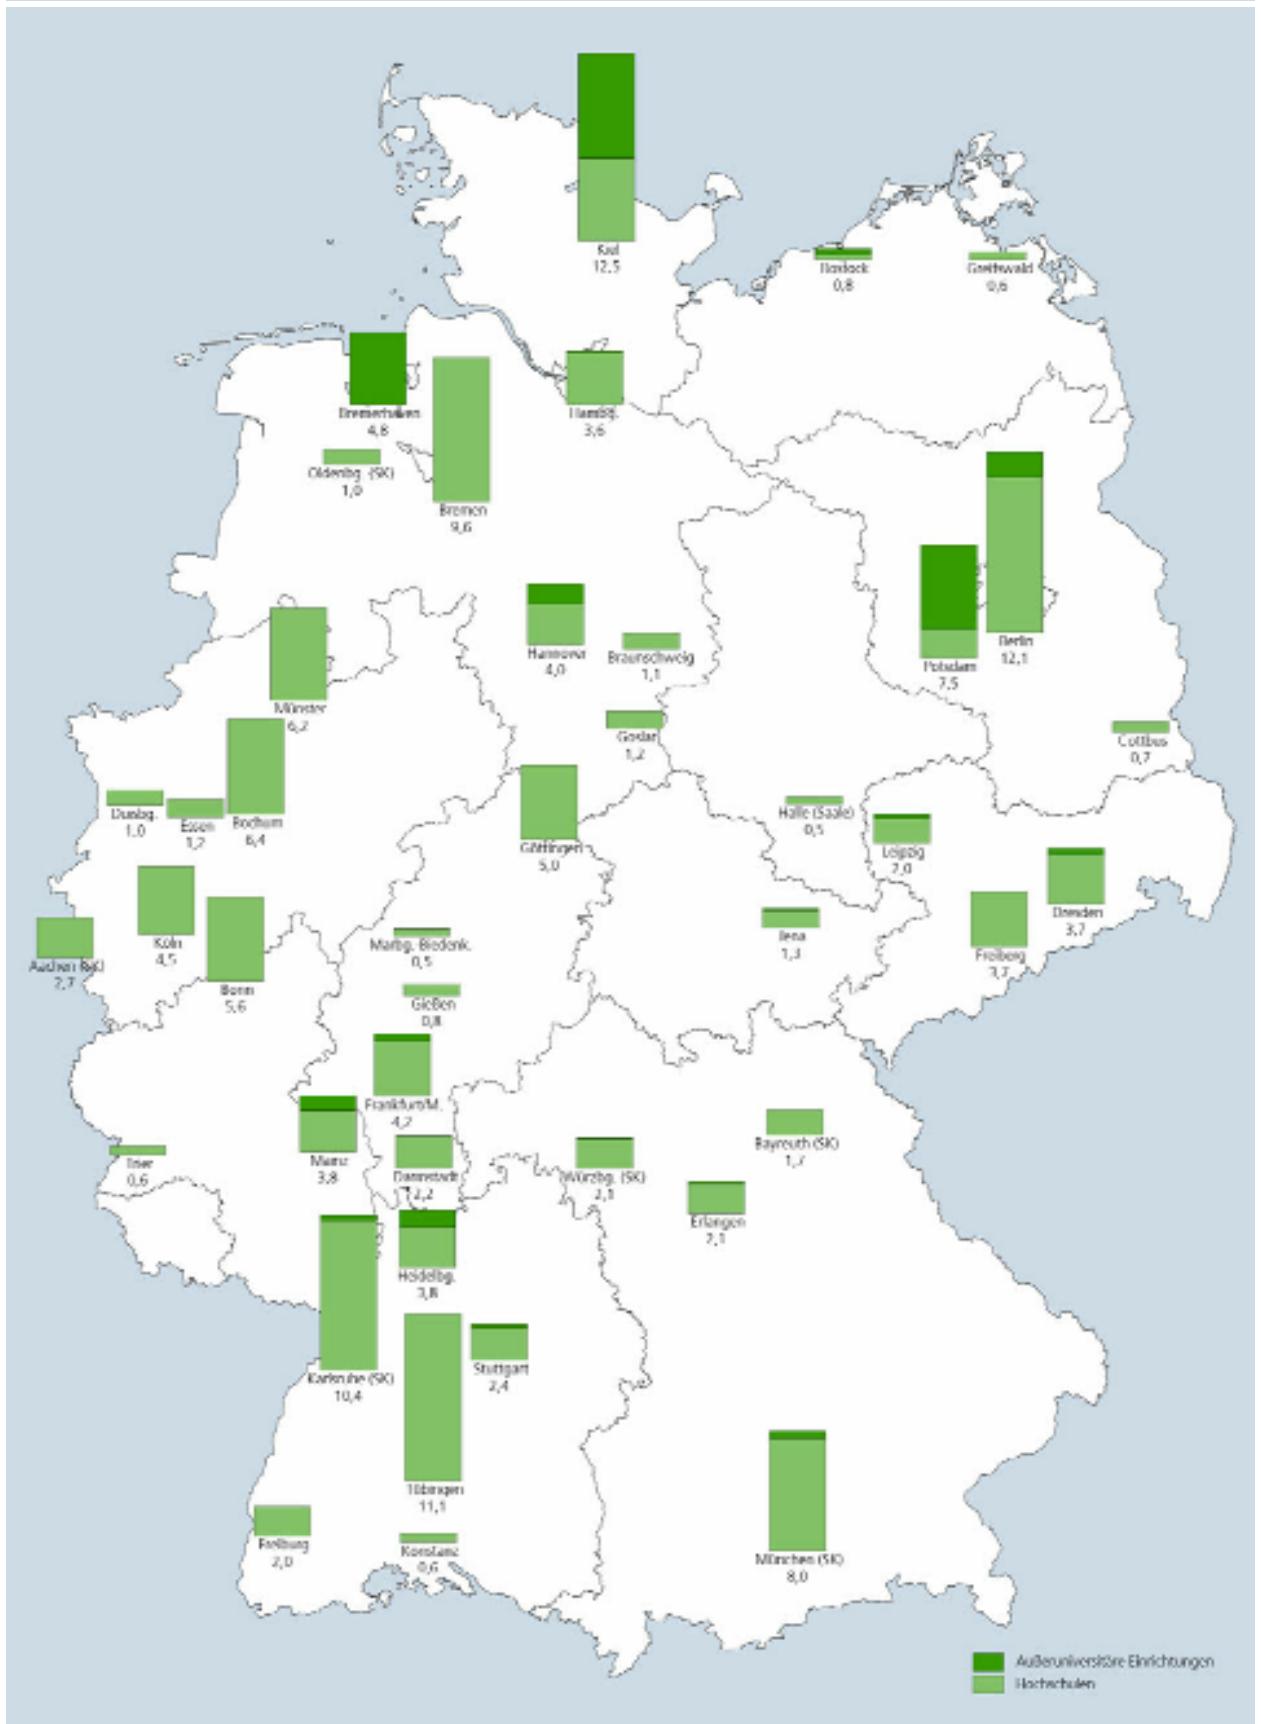 Kiel
12,5
Rostock
0,8
Greifswald
0,6
Bremerhaven
4,8
Hambg.
3,6
Oldenbg. (SK)
1,0
Bremen
9,6
Hannover
4,0
Braunschweig
1,1
Berlin
12,1
Potsdam
7,5
Münster
6,2
Goslar
1,2
Cottbus
0,7
Duisbg.
1,0
Essen
1,2
Bochum
6,4
Göttingen
5,0
Halle (Saale)
0,5
Leipzig
2,0
Dresden
3,7
Köln
4,5
Aachen
2,7
Bonn
5,6
Marbg.-Biedenk.
0,5
Jena
1,3
Freiberg
3,7
Gießen
0,8
Frankfurt/M.
4,2
Mainz
3,8
Darmstadt
2,2
Trier
0,6
Würzbg. (SK)
2,1
Bayreuth (SK)
1,7
Erlangen
2,1
Heidelbg.
3,8
Karlsruhe (SK)
10,4
Stuttgart
2,4
Tübingen
11,1
Freiburg
2,0
Konstanz
0,6
München (SK)
8,0
Außeruniversitäre Einrichtungen
Hochschulen